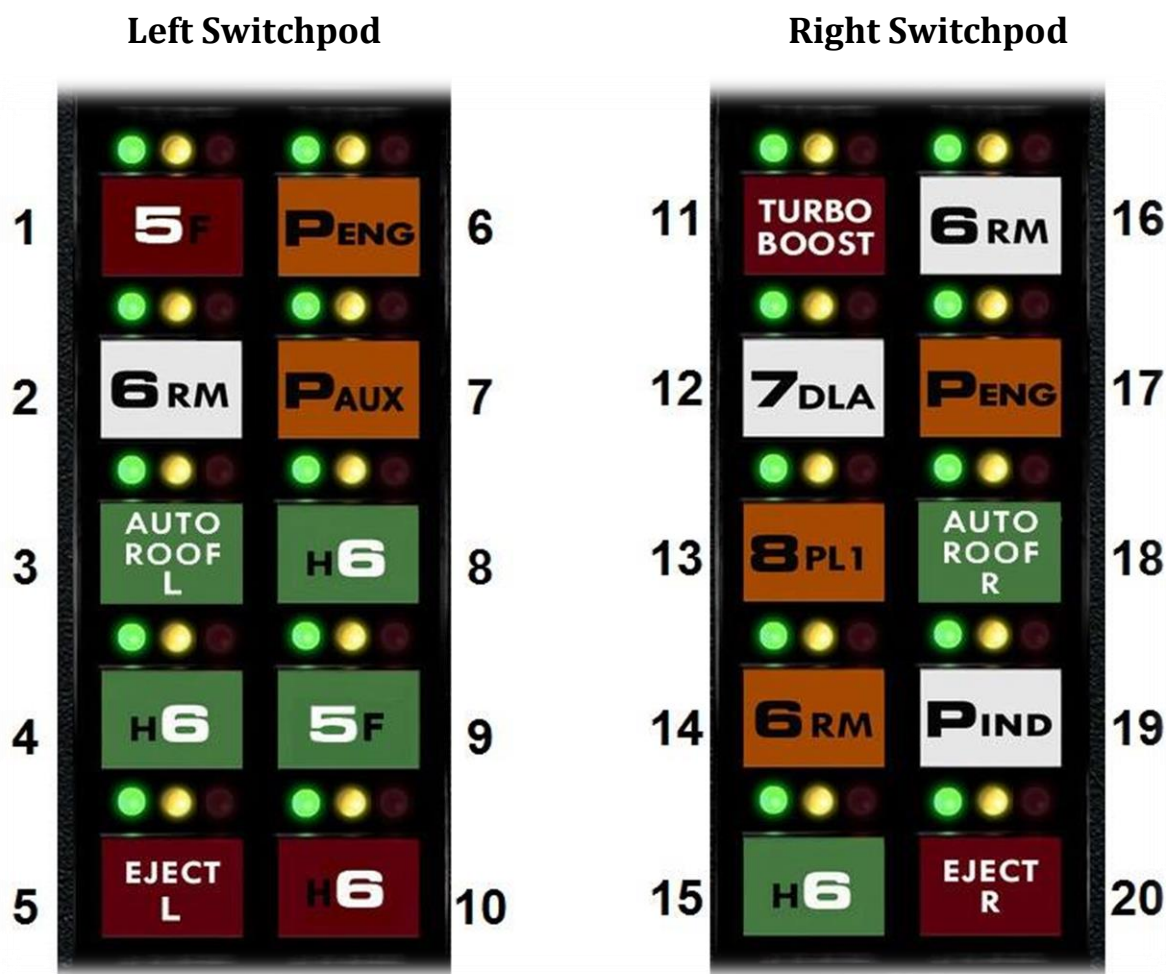 Left Switchpod
Right Switchpod
1
5F
PENG
6
2
6RM
PAUX
7
3
AUTO
ROOF
L
H6
8
4
H6
5F
9
5
EJECT
L
H6
10
11
TURBO
BOOST
6RM
16
12
7DLA
PENG
17
13
8PL1
AUTO
ROOF
R
18
14
6RM
PIND
19
15
H6
EJECT
R
20